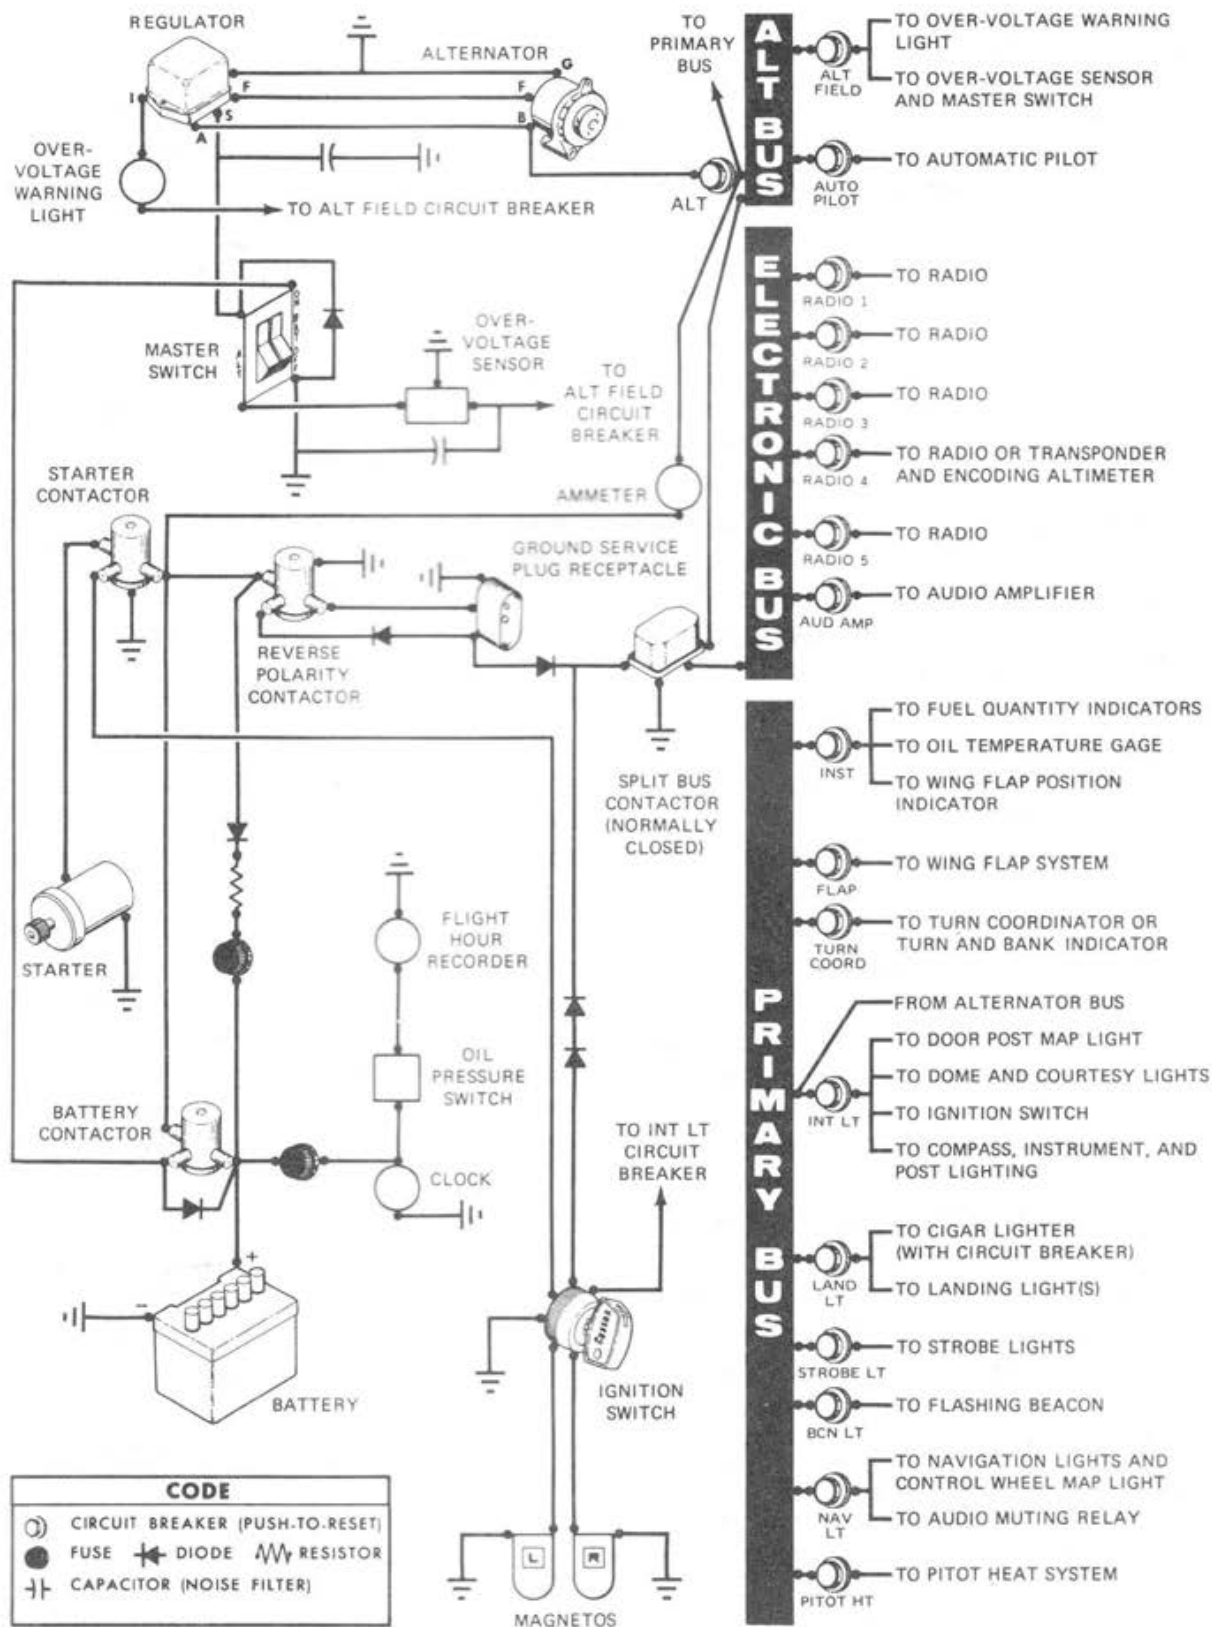 REGULATOR
ALTERNATOR
G
F
F
I
S
A
B
OVER-
VOLTAGE
WARNING
LIGHT
TO ALT FIELD CIRCUIT BREAKER
TO
PRIMARY
BUS
ALT
ALT BUS
ALT
FIELD
TO OVER-VOLTAGE WARNING
LIGHT
TO OVER-VOLTAGE SENSOR
AND MASTER SWITCH
AUTO
PILOT
TO AUTOMATIC PILOT
MASTER
SWITCH
ALT
OVER-
VOLTAGE
SENSOR
TO
ALT FIELD
CIRCUIT
BREAKER
ELECTRONIC BUS
RADIO 1
TO RADIO
RADIO 2
TO RADIO
RADIO 3
TO RADIO
RADIO 4
TO RADIO OR TRANSPONDER
AND ENCODING ALTIMETER
RADIO 5
TO RADIO
AUD AMP
TO AUDIO AMPLIFIER
STARTER
CONTACTOR
AMMETER
GROUND SERVICE
PLUG RECEPTACLE
REVERSE
POLARITY
CONTACTOR
SPLIT BUS
CONTACTOR
(NORMALLY
CLOSED)
STARTER
FLIGHT
HOUR
RECORDER
OIL
PRESSURE
SWITCH
BATTERY
CONTACTOR
CLOCK
TO INT LT
CIRCUIT
BREAKER
+
−
BATTERY
IGNITION
SWITCH
L
R
MAGNETOS
PRIMARY BUS
INST
TO FUEL QUANTITY INDICATORS
TO OIL TEMPERATURE GAGE
TO WING FLAP POSITION
INDICATOR
FLAP
TO WING FLAP SYSTEM
TURN
COORD
TO TURN COORDINATOR OR
TURN AND BANK INDICATOR
FROM ALTERNATOR BUS
INT LT
TO DOOR POST MAP LIGHT
TO DOME AND COURTESY LIGHTS
TO IGNITION SWITCH
TO COMPASS, INSTRUMENT, AND
POST LIGHTING
LAND
LT
TO CIGAR LIGHTER
(WITH CIRCUIT BREAKER)
TO LANDING LIGHT(S)
STROBE LT
TO STROBE LIGHTS
BCN LT
TO FLASHING BEACON
NAV
LT
TO NAVIGATION LIGHTS AND
CONTROL WHEEL MAP LIGHT
TO AUDIO MUTING RELAY
PITOT HT
TO PITOT HEAT SYSTEM
CODE
CIRCUIT BREAKER (PUSH-TO-RESET)
FUSE DIODE RESISTOR
CAPACITOR (NOISE FILTER)